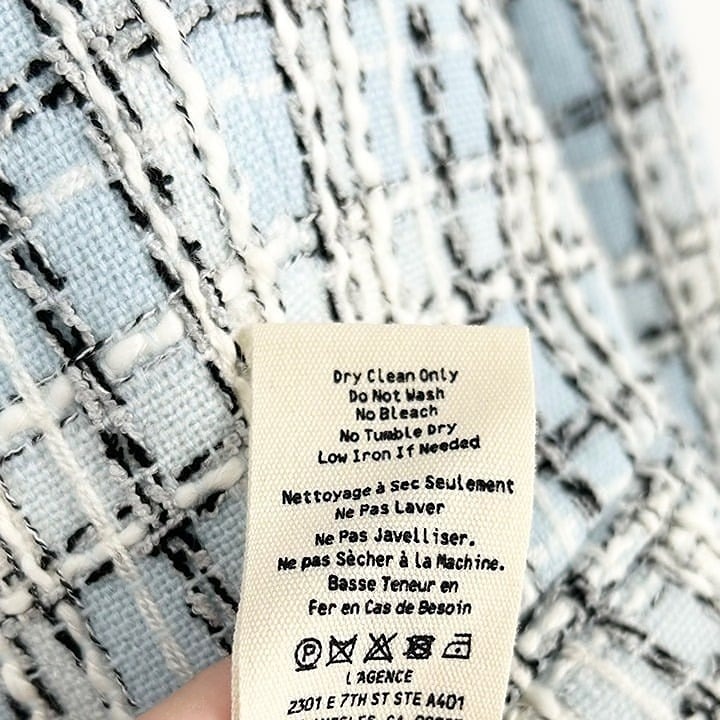 Dry Clean Only
Do Not Wash
No Bleach
No Tumble Dry
Low Iron If Needed
Nettoyage à Sec Seulement
Ne Pas Laver
Ne Pas Javelliser.
Ne pas Sècher à la Machine.
Basse Teneur en
Fer en Cas de Besoin
P
L'AGENCE
2301 E 7TH ST STE A401